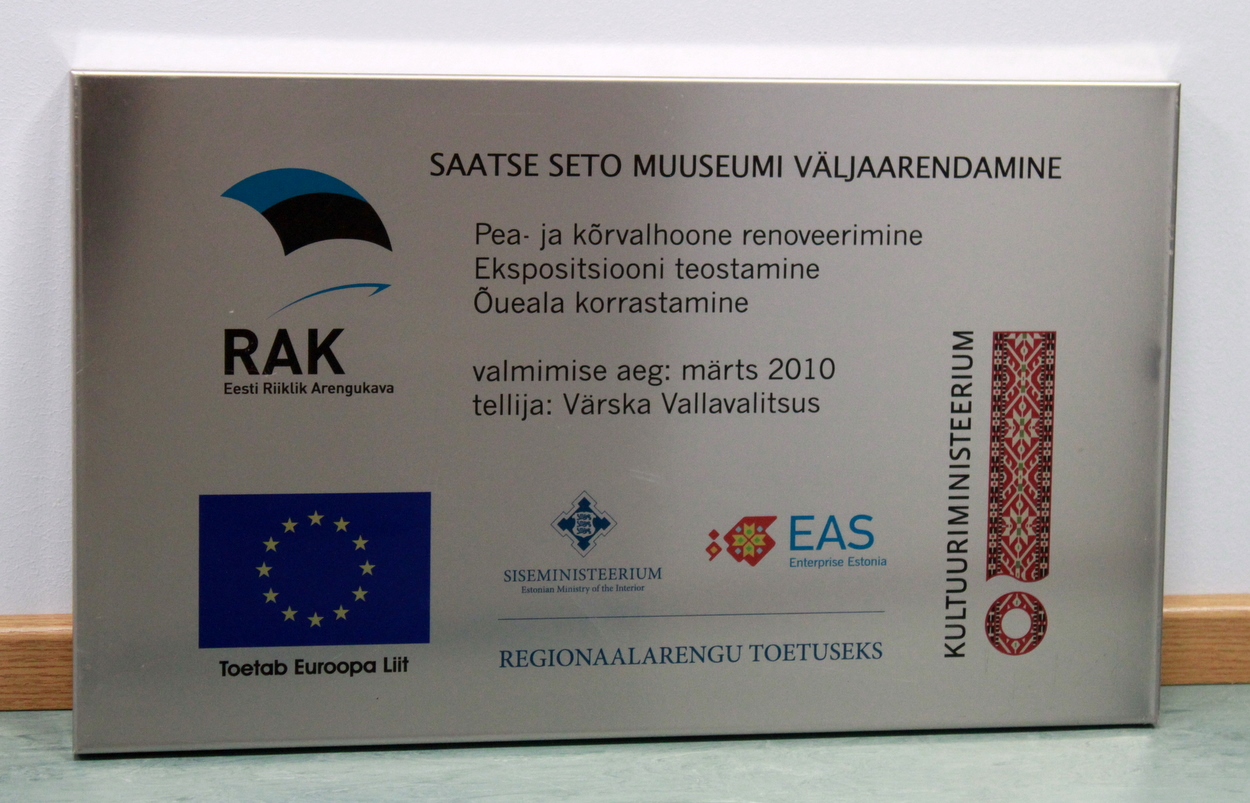 SAATSE SETO MUUSEUMI VÄLJAARENDAMINE
Pea- ja kõrvalhoone renoveerimine
Ekspositsiooni teostamine
Õueala korrastamine
valmimise aeg: märts 2010
tellija: Värska Vallavalitsus
RAK
Eesti Riiklik Arengukava
Toetab Euroopa Liit
SISEMINISTEERIUM
Estonian Ministry of the Interior
EAS
Enterprise Estonia
REGIONAALARENGU TOETUSEKS
KULTUURIMINISTEERIUM